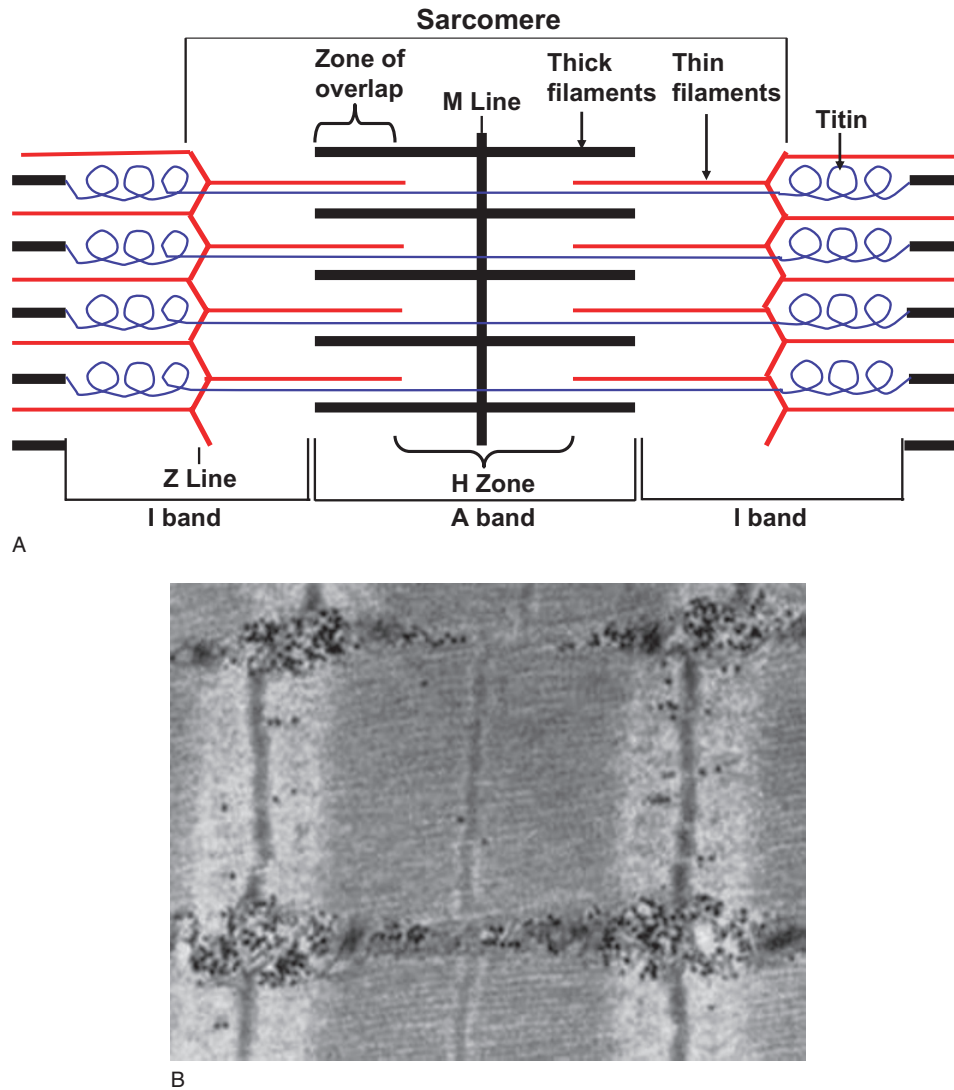 Sarcomere
Zone of
overlap
M Line
Thick
filaments
Thin
filaments
Titin
Z Line
H Zone
I band
A band
I band
A
B